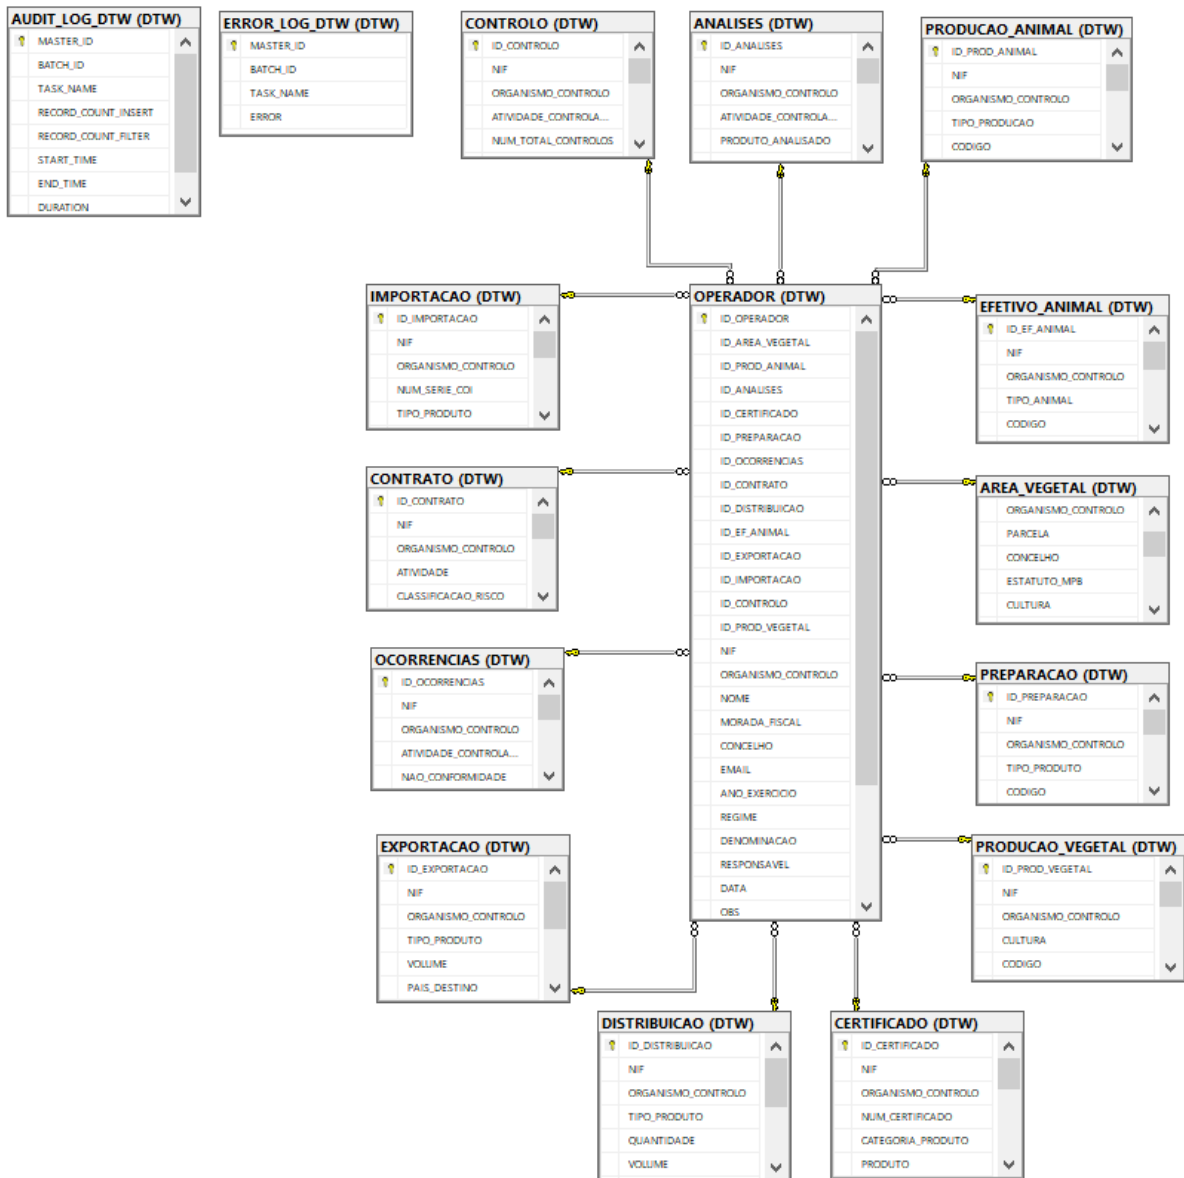 AUDIT_LOG_DTW (DTW)
MASTER_ID
BATCH_ID
TASK_NAME
RECORD_COUNT_INSERT
RECORD_COUNT_FILTER
START_TIME
END_TIME
DURATION
ERROR_LOG_DTW (DTW)
MASTER_ID
BATCH_ID
TASK_NAME
ERROR
CONTROLO (DTW)
ID_CONTROLO
NIF
ORGANISMO_CONTROLO
ATIVIDADE_CONTROLA...
NUM_TOTAL_CONTROLOS
ANALISES (DTW)
ID_ANALISES
NIF
ORGANISMO_CONTROLO
ATIVIDADE_CONTROLA...
PRODUTO_ANALISADO
PRODUCAO_ANIMAL (DTW)
ID_PROD_ANIMAL
NIF
ORGANISMO_CONTROLO
TIPO_PRODUCAO
CODIGO
IMPORTACAO (DTW)
ID_IMPORTACAO
NIF
ORGANISMO_CONTROLO
NUM_SERIE_COI
TIPO_PRODUTO
OPERADOR (DTW)
ID_OPERADOR
ID_AREA_VEGETAL
ID_PROD_ANIMAL
ID_ANALISES
ID_CERTIFICADO
ID_PREPARACAO
ID_OCORRENCIAS
ID_CONTRATO
ID_DISTRIBUICAO
ID_EF_ANIMAL
ID_EXPORTACAO
ID_IMPORTACAO
ID_CONTROLO
ID_PROD_VEGETAL
NIF
ORGANISMO_CONTROLO
NOME
MORADA_FISCAL
CONCELHO
EMAIL
ANO_EXERCICIO
REGIME
DENOMINACAO
RESPONSAVEL
DATA
OBS
EFETIVO_ANIMAL (DTW)
ID_EF_ANIMAL
NIF
ORGANISMO_CONTROLO
TIPO_ANIMAL
CODIGO
CONTRATO (DTW)
ID_CONTRATO
NIF
ORGANISMO_CONTROLO
ATIVIDADE
CLASSIFICACAO_RISCO
AREA_VEGETAL (DTW)
ORGANISMO_CONTROLO
PARCELA
CONCELHO
ESTATUTO_MPB
CULTURA
OCORRENCIAS (DTW)
ID_OCORRENCIAS
NIF
ORGANISMO_CONTROLO
ATIVIDADE_CONTROLA...
NAO_CONFORMIDADE
PREPARACAO (DTW)
ID_PREPARACAO
NIF
ORGANISMO_CONTROLO
TIPO_PRODUTO
CODIGO
EXPORTACAO (DTW)
ID_EXPORTACAO
NIF
ORGANISMO_CONTROLO
TIPO_PRODUTO
VOLUME
PAIS_DESTINO
PRODUCAO_VEGETAL (DTW)
ID_PROD_VEGETAL
NIF
ORGANISMO_CONTROLO
CULTURA
CODIGO
DISTRIBUICAO (DTW)
ID_DISTRIBUICAO
NIF
ORGANISMO_CONTROLO
TIPO_PRODUTO
QUANTIDADE
VOLUME
CERTIFICADO (DTW)
ID_CERTIFICADO
NIF
ORGANISMO_CONTROLO
NUM_CERTIFICADO
CATEGORIA_PRODUTO
PRODUTO